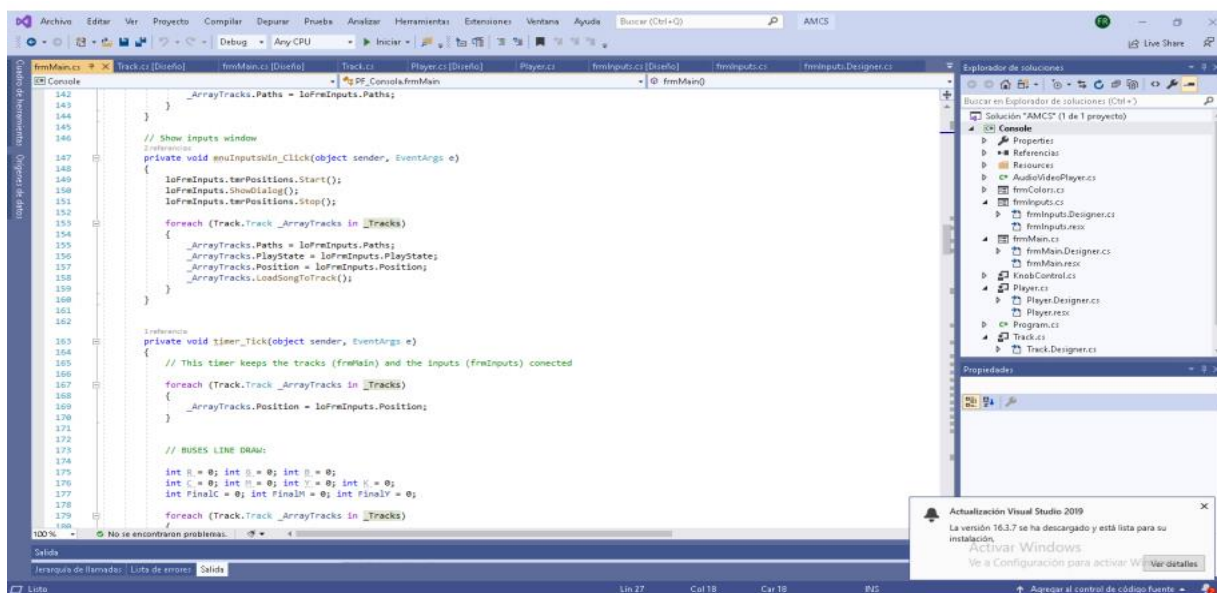 Archivo Editar Ver Proyecto Compilar Depurar Prueba Analizar Herramientas Extensiones Ventana Ayuda Buscar (Ctrl+Q) AMCS FR
Debug Any CPU Iniciar Live Share
frmMain.cs Track.cs [Diseño] frmMain.cs [Diseño] Track.cs Player.cs [Diseño] Player.cs frmInputs.cs [Diseño] frmInputs.cs frmInputs.Designer.cs
Console PF_Consola.frmMain frmMain()
Cuadro de herramientas Orígenes de datos
142 _ArrayTracks.Paths = loFrmInputs.Paths;
143 }
144 }
145
146 // Show inputs window
2 referencias
147 private void mnuInputsWin_Click(object sender, EventArgs e)
148 {
149 loFrmInputs.tmrPositions.Start();
150 loFrmInputs.ShowDialog();
151 loFrmInputs.tmrPositions.Stop();
152
153 foreach (Track.Track _ArrayTracks in _Tracks)
154 {
155 _ArrayTracks.Paths = loFrmInputs.Paths;
156 _ArrayTracks.PlayState = loFrmInputs.PlayState;
157 _ArrayTracks.Position = loFrmInputs.Position;
158 _ArrayTracks.LoadSongToTrack();
159 }
160 }
161
162
1 referencia
163 private void timer_Tick(object sender, EventArgs e)
164 {
165 // This timer keeps the tracks (frmMain) and the inputs (frmInputs) conected
166
167 foreach (Track.Track _ArrayTracks in _Tracks)
168 {
169 _ArrayTracks.Position = loFrmInputs.Position;
170 }
171
172
173 // BUSES LINE DRAW:
174
175 int R = 0; int G = 0; int B = 0;
176 int C = 0; int M = 0; int Y = 0; int K = 0;
177 int FinalC = 0; int FinalM = 0; int FinalY = 0;
178
179 foreach (Track.Track _ArrayTracks in _Tracks)
180 {
100 % No se encontraron problemas.
Salida
Jerarquía de llamadas Lista de errores Salida
Listo Lín 27 Col 18 Car 18 INS Agregar al control de código fuente
Explorador de soluciones
Buscar en Explorador de soluciones (Ctrl+')
Solución "AMCS" (1 de 1 proyecto)
Console
Properties
Referencias
Resources
AudioVideoPlayer.cs
frmColors.cs
frmInputs.cs
frmInputs.Designer.cs
frmInputs.resx
frmMain.cs
frmMain.Designer.cs
frmMain.resx
KnobControl.cs
Player.cs
Player.Designer.cs
Player.resx
Program.cs
Track.cs
Track.Designer.cs
Propiedades
Actualización Visual Studio 2019
La versión 16.3.7 se ha descargado y está lista para su
instalación.
Activar Windows
Ve a Configuración para activar Ver detalles